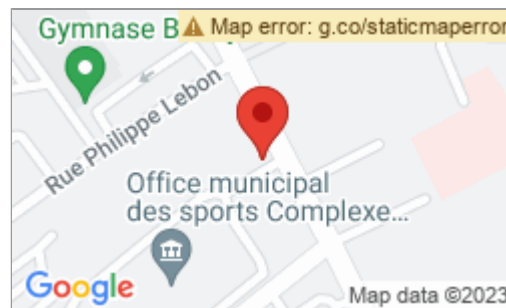 Gymnase B
⚠ Map error: g.co/staticmaperror
Rue Philippe Lebon
Office municipal
des sports Complexe...
Google
Map data ©2023